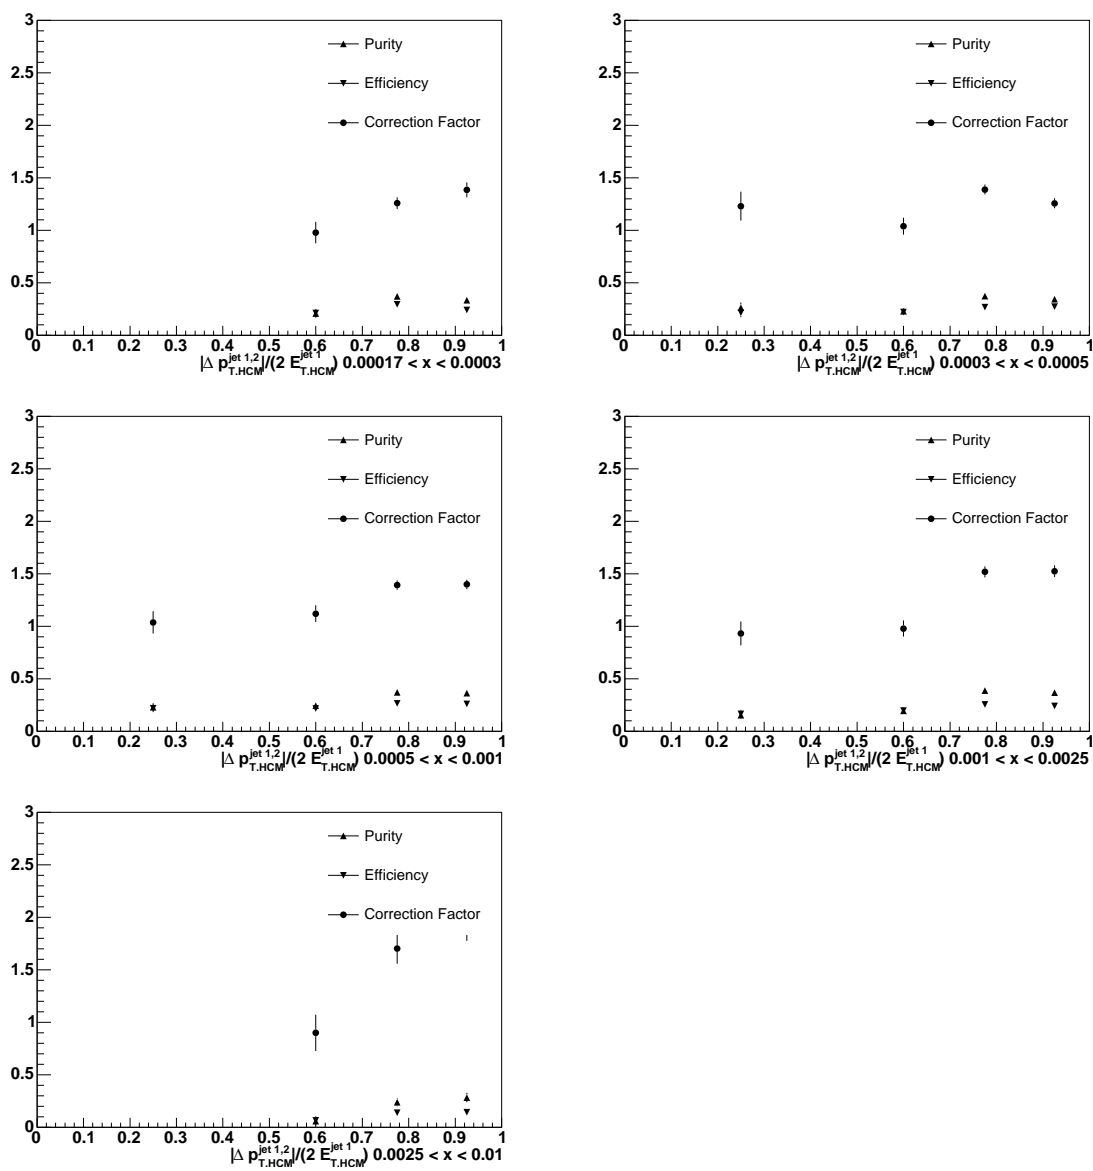 3
2.5
2
1.5
1
0.5
0
Purity
Efficiency
Correction Factor
0 0.1 0.2 0.3 0.4 0.5 0.6 0.7 0.8 0.9 1
|Δ p_{T,HCM}^{jet 1,2}|/(2 E_{T,HCM}^{jet 1}) 0.00017 < x < 0.0003
3
2.5
2
1.5
1
0.5
0
Purity
Efficiency
Correction Factor
0 0.1 0.2 0.3 0.4 0.5 0.6 0.7 0.8 0.9 1
|Δ p_{T,HCM}^{jet 1,2}|/(2 E_{T,HCM}^{jet 1}) 0.0003 < x < 0.0005
3
2.5
2
1.5
1
0.5
0
Purity
Efficiency
Correction Factor
0 0.1 0.2 0.3 0.4 0.5 0.6 0.7 0.8 0.9 1
|Δ p_{T,HCM}^{jet 1,2}|/(2 E_{T,HCM}^{jet 1}) 0.0005 < x < 0.001
3
2.5
2
1.5
1
0.5
0
Purity
Efficiency
Correction Factor
0 0.1 0.2 0.3 0.4 0.5 0.6 0.7 0.8 0.9 1
|Δ p_{T,HCM}^{jet 1,2}|/(2 E_{T,HCM}^{jet 1}) 0.001 < x < 0.0025
3
2.5
2
1.5
1
0.5
0
Purity
Efficiency
Correction Factor
0 0.1 0.2 0.3 0.4 0.5 0.6 0.7 0.8 0.9 1
|Δ p_{T,HCM}^{jet 1,2}|/(2 E_{T,HCM}^{jet 1}) 0.0025 < x < 0.01